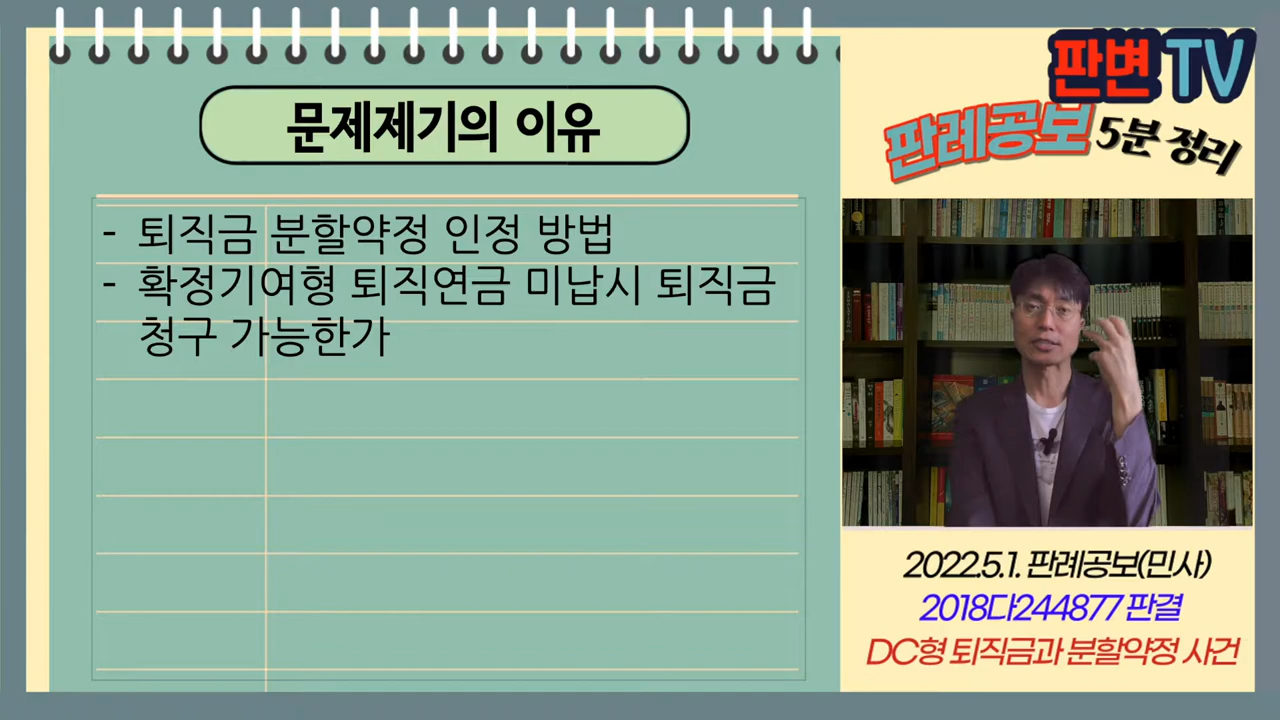 문제제기의 이유
- 퇴직금 분할약정 인정 방법
- 확정기여형 퇴직연금 미납시 퇴직금
청구 가능한가
판변 TV
판례공보 5분 정리
2022.5.1. 판례공보(민사)
2018다244877 판결
DC형 퇴직금과 분할약정 사건